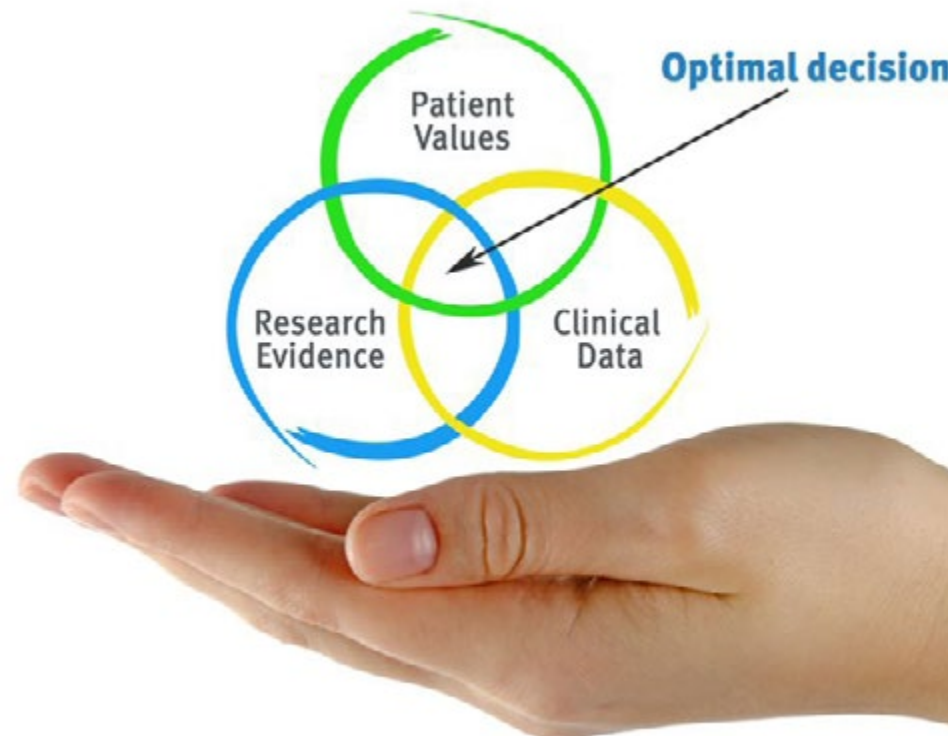 Optimal decision
Patient
Values
Research
Evidence
Clinical
Data